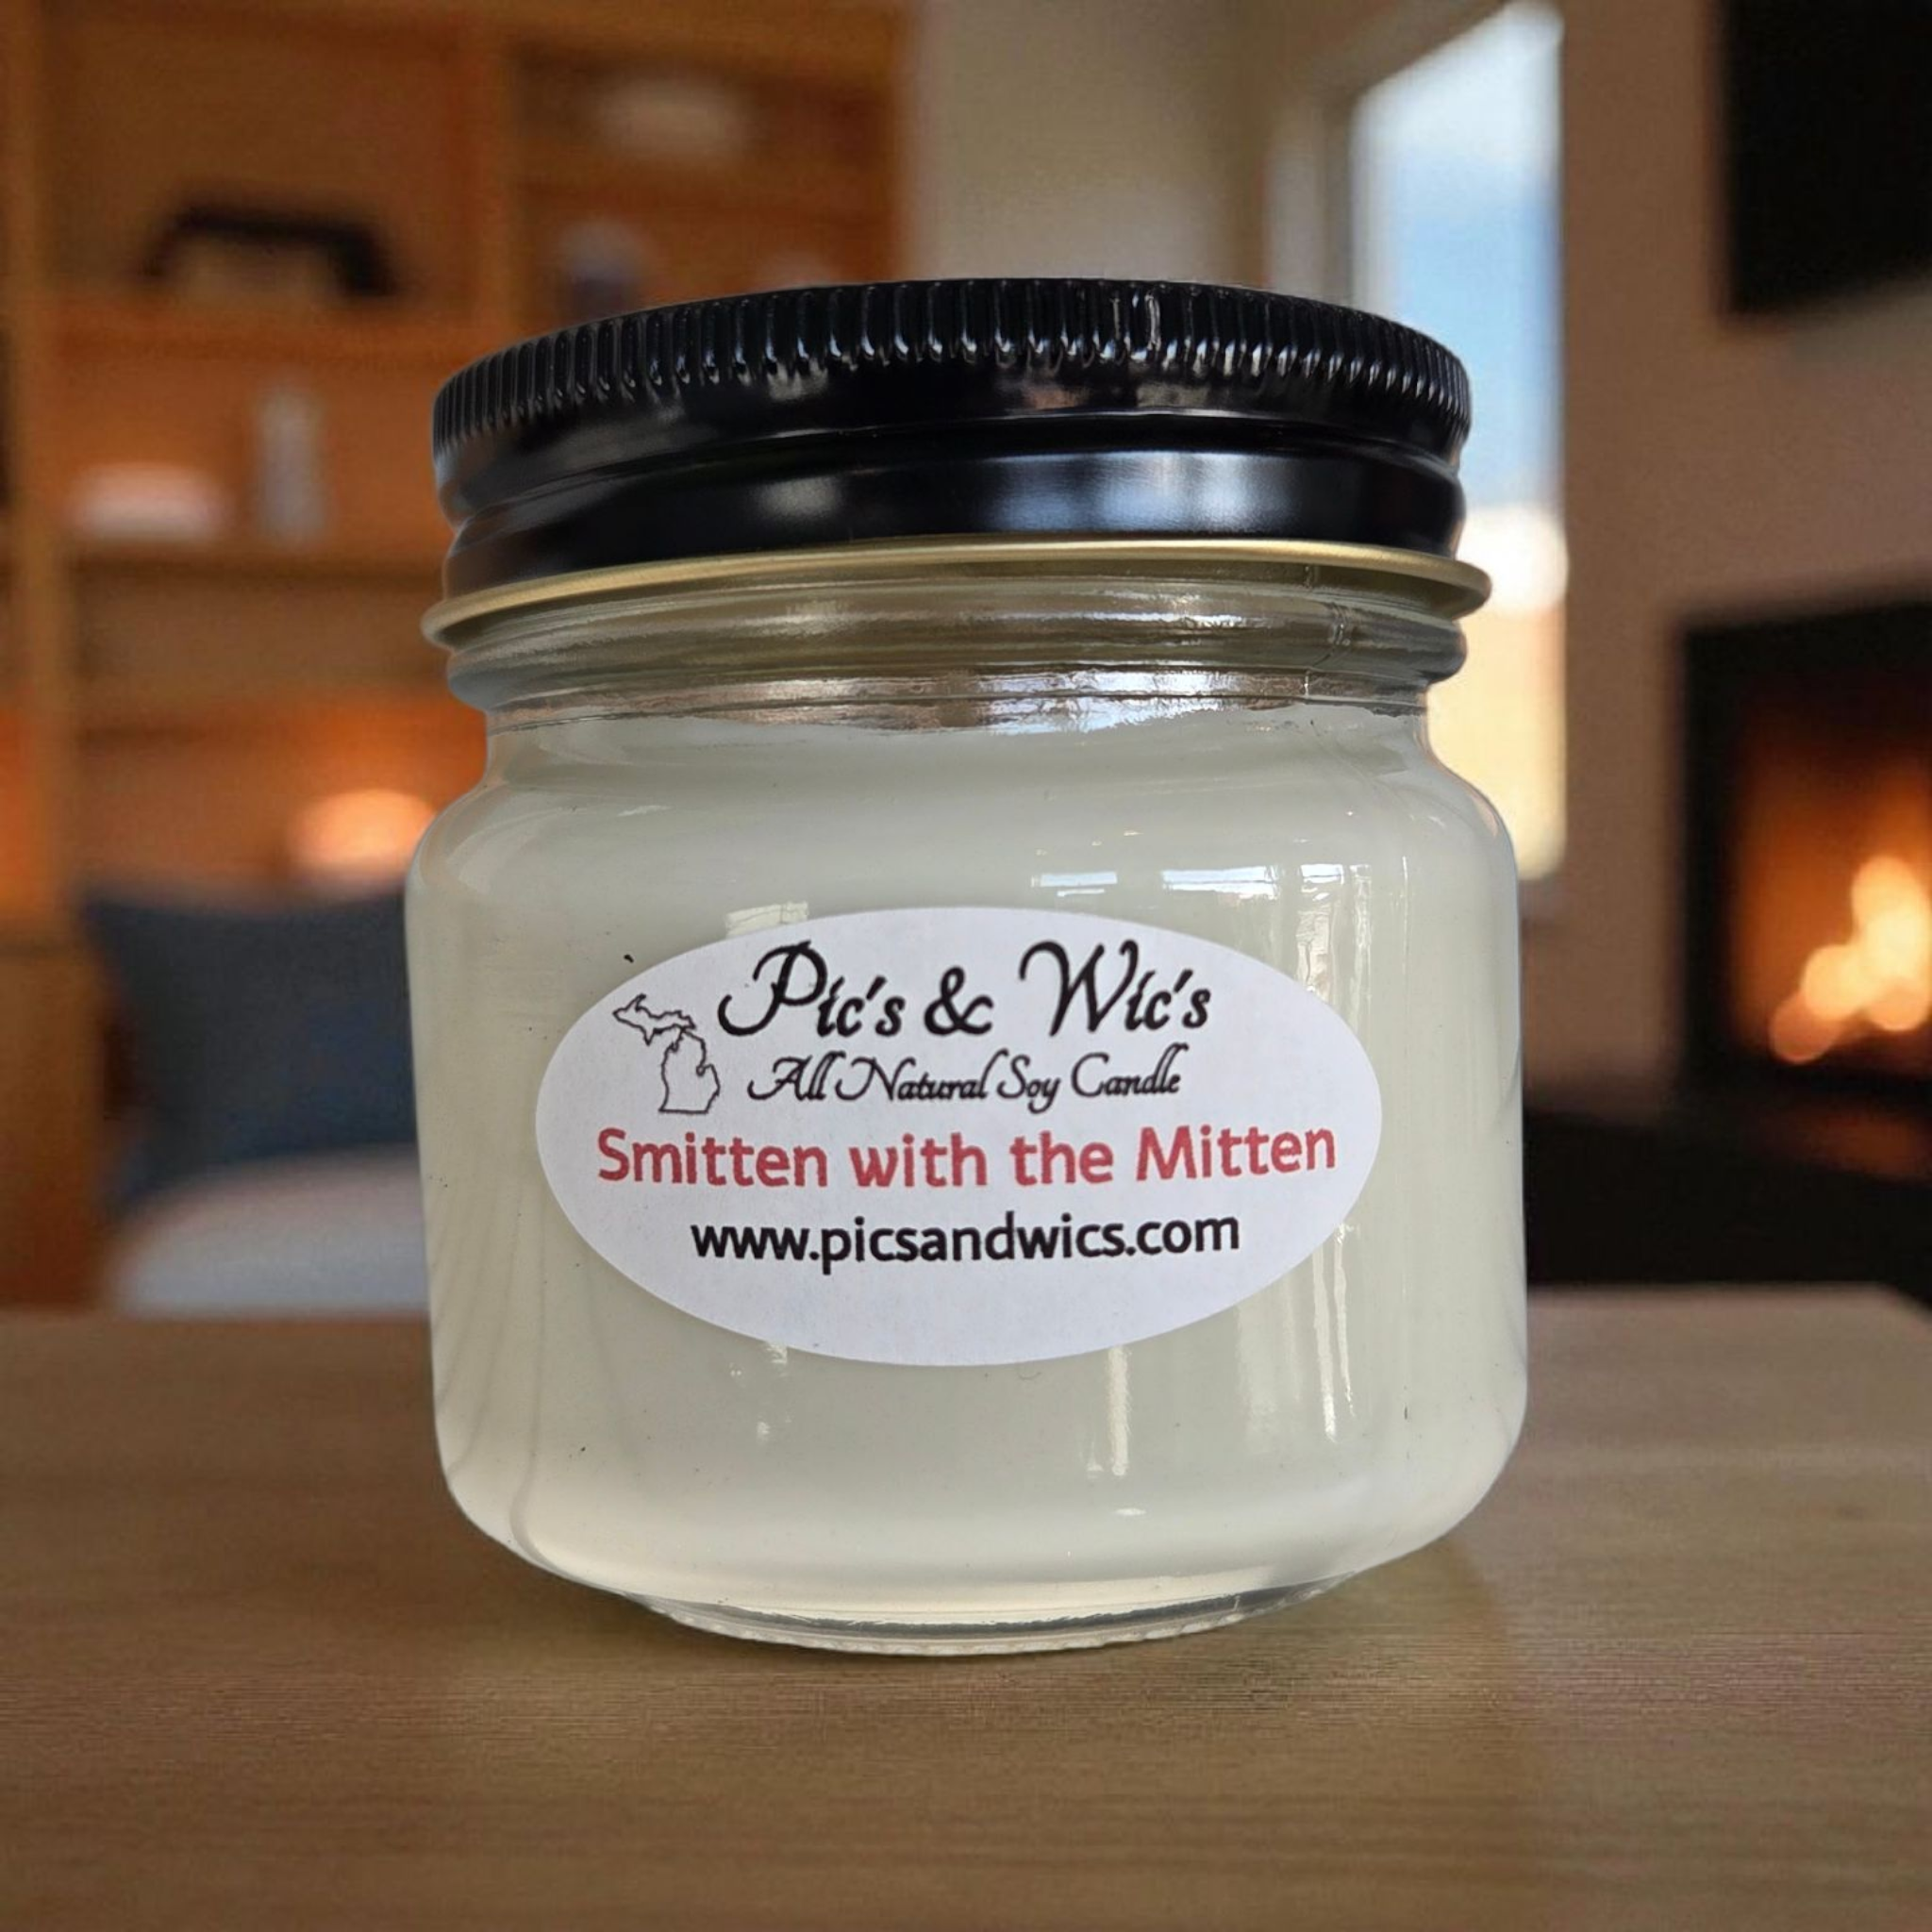 Pic's & Wic's
All Natural Soy Candle
Smitten with the Mitten
www.picsandwics.com